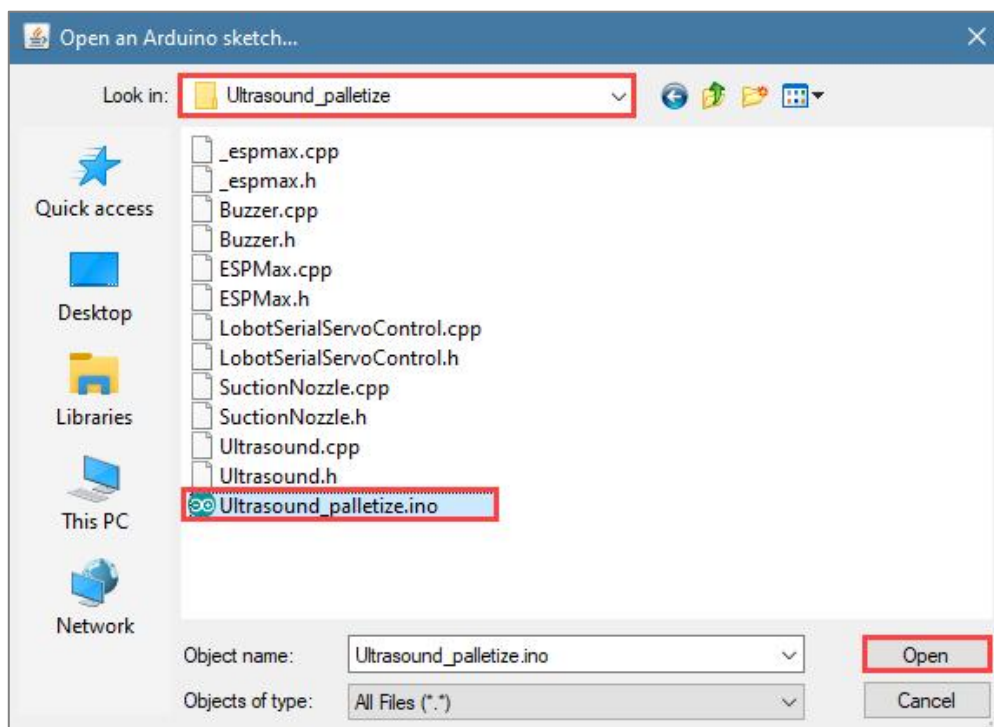 Open an Arduino sketch...
Look in: Ultrasound_palletize
_espmax.cpp
_espmax.h
Buzzer.cpp
Buzzer.h
ESPMax.cpp
ESPMax.h
LobotSerialServoControl.cpp
LobotSerialServoControl.h
SuctionNozzle.cpp
SuctionNozzle.h
Ultrasound.cpp
Ultrasound.h
Ultrasound_palletize.ino
Quick access
Desktop
Libraries
This PC
Network
Object name: Ultrasound_palletize.ino Open
Objects of type: All Files (*.*) Cancel